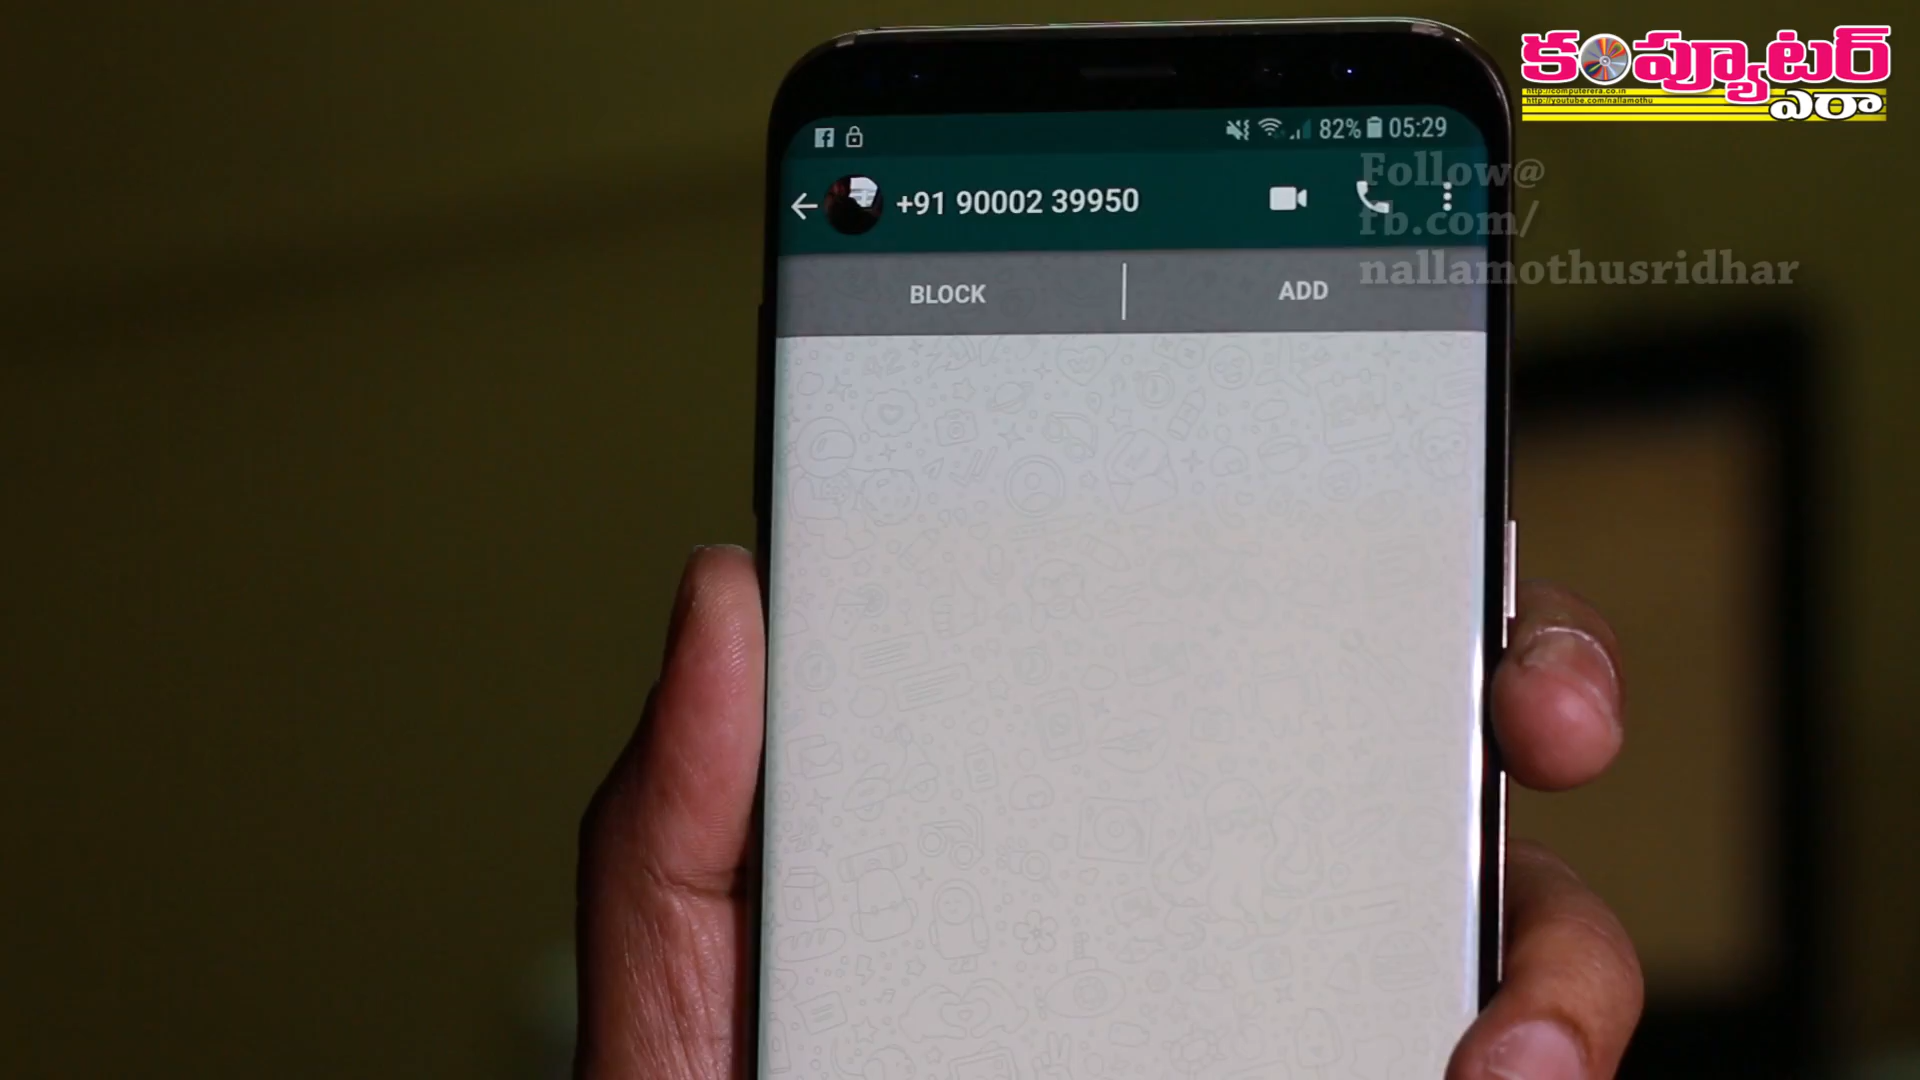 కంప్యూటర్
ఎరా
http://computerera.co.in
http://youtube.com/nallamothu
82% 05:29
Follow@
fb.com/
nallamothusridhar
+91 90002 39950
BLOCK
ADD